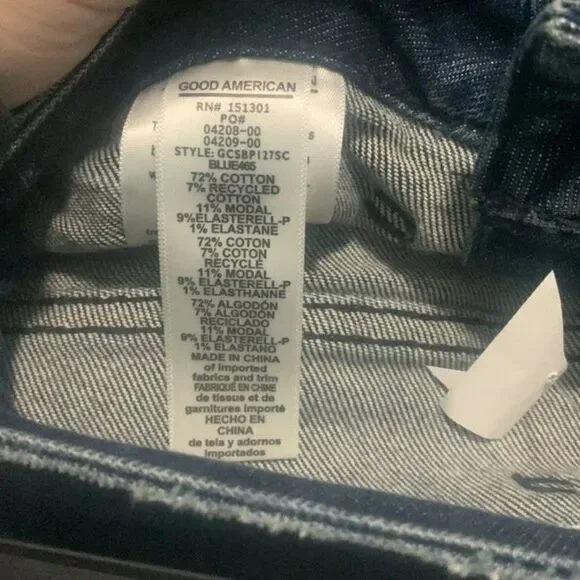 GOOD AMERICAN
RN# 151301
PO#
04208-00
04209-00
STYLE: GCSBP127SC
BLUE465
72% COTTON
7% RECYCLED
COTTON
11% MODAL
9%ELASTERELL-P
1% ELASTANE
72% COTON
7% COTON
RECYCLÉ
11% MODAL
9% ELASTERELL-P
1% ELASTHANNE
72% ALGODÓN
7% ALGODON
RECICLADO
11% MODAL
9% ELASTERELL-P
1% ELASTANO
MADE IN CHINA
of imported
fabrics and trim
FABRIQUÉ EN CHINE
de tissus et de
garnitures importé
HECHO EN
CHINA
de tela y adornos
importados